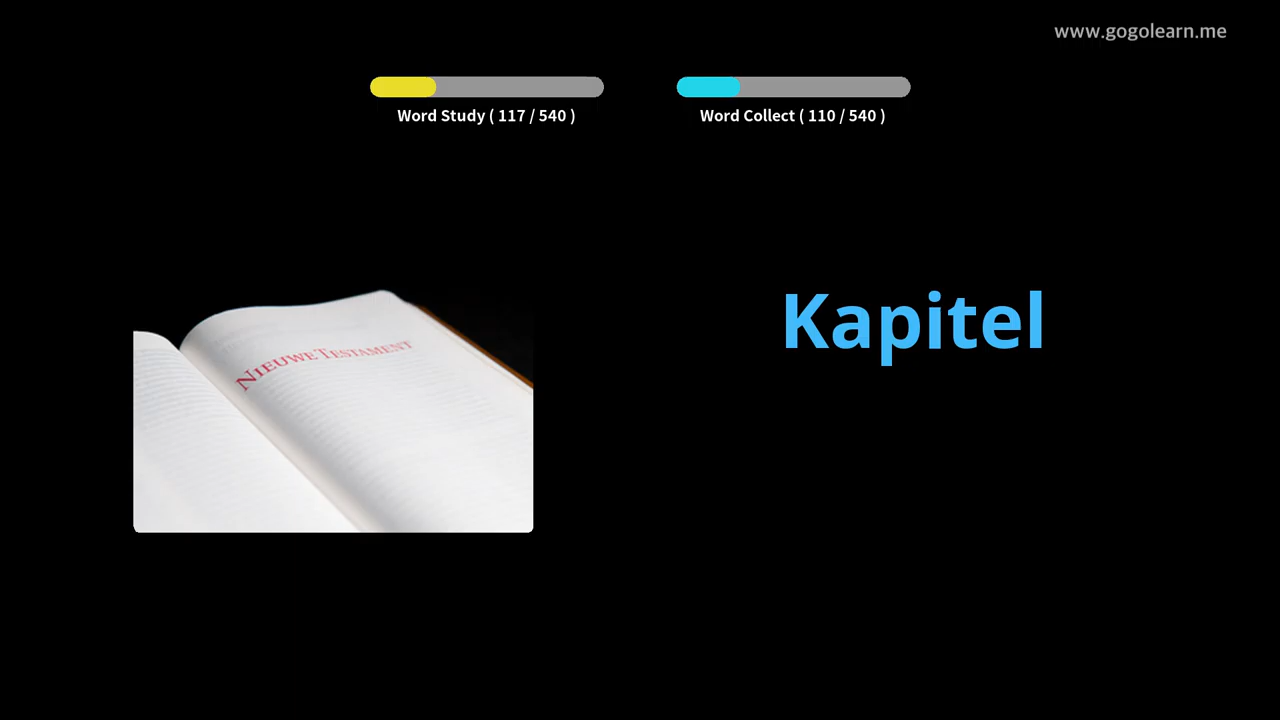 www.gogolearn.me
Word Study ( 117 / 540 )
Word Collect ( 110 / 540 )
Kapitel
NIEUWE TESTAMENT